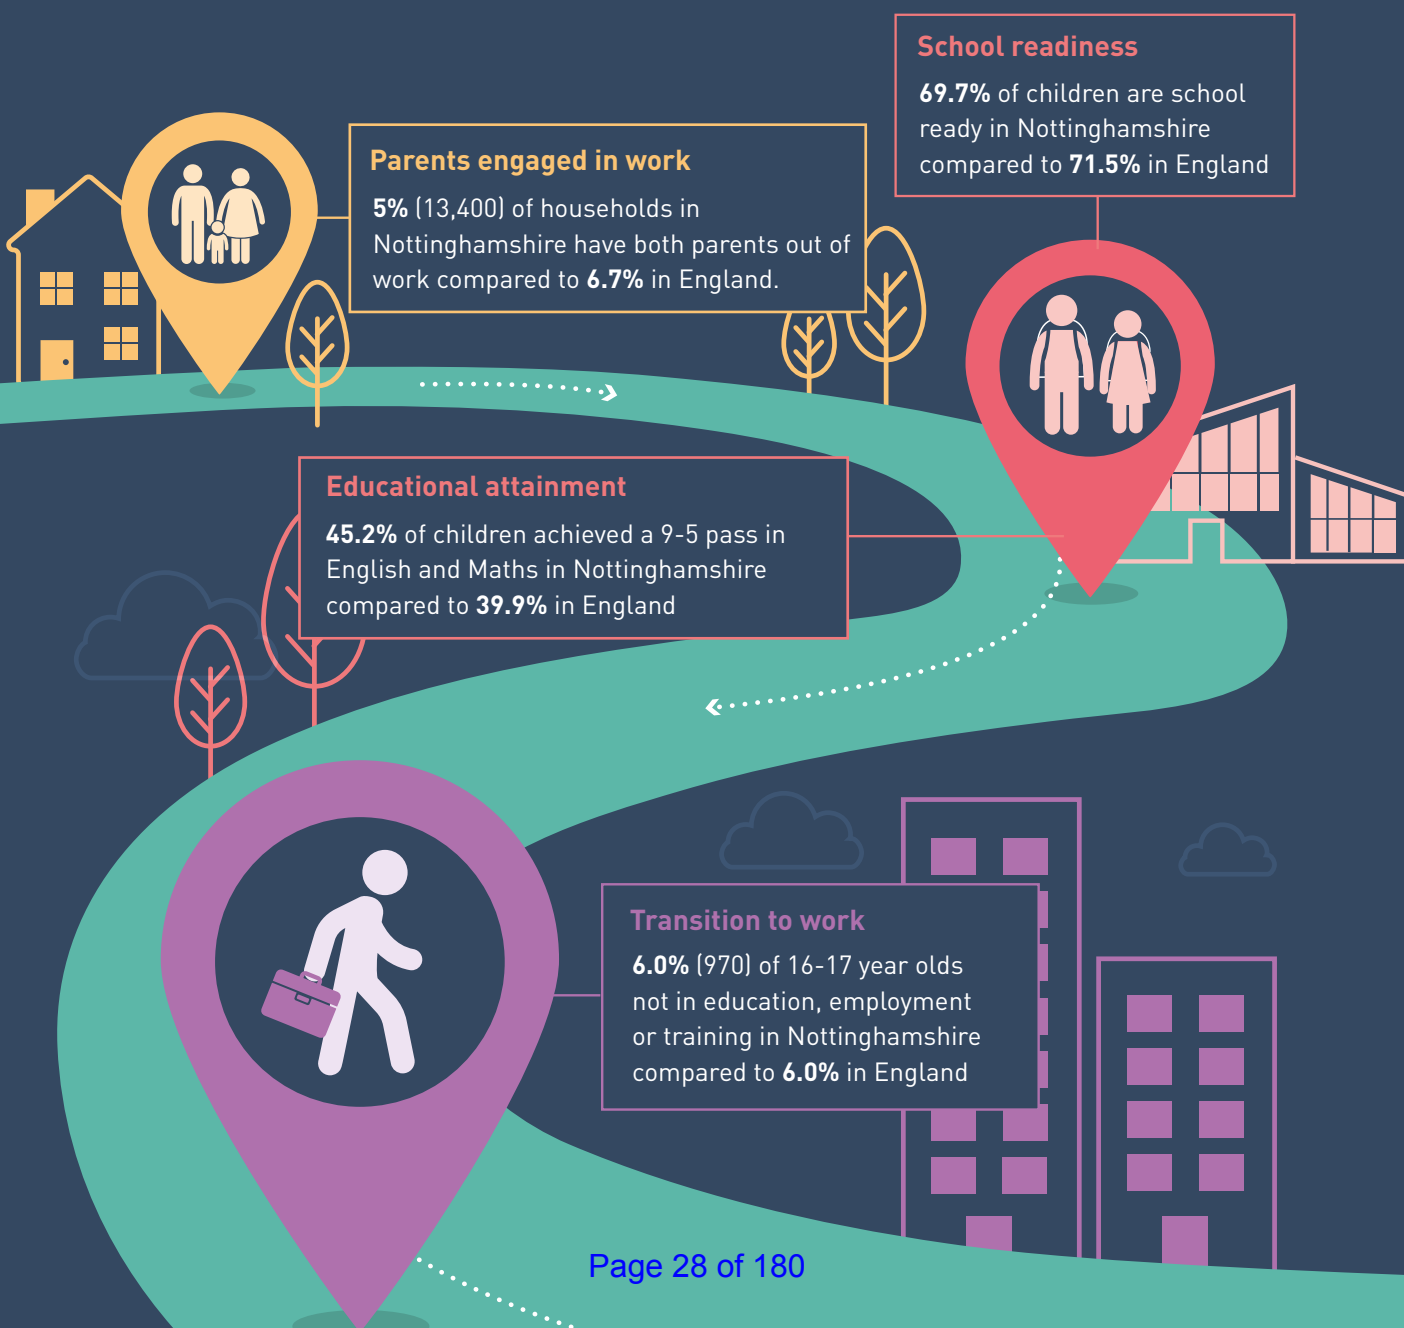 Parents engaged in work
5% (13,400) of households in
Nottinghamshire have both parents out of
work compared to 6.7% in England.
School readiness
69.7% of children are school
ready in Nottinghamshire
compared to 71.5% in England
Educational attainment
45.2% of children achieved a 9-5 pass in
English and Maths in Nottinghamshire
compared to 39.9% in England
Transition to work
6.0% (970) of 16-17 year olds
not in education, employment
or training in Nottinghamshire
compared to 6.0% in England
Page 28 of 180